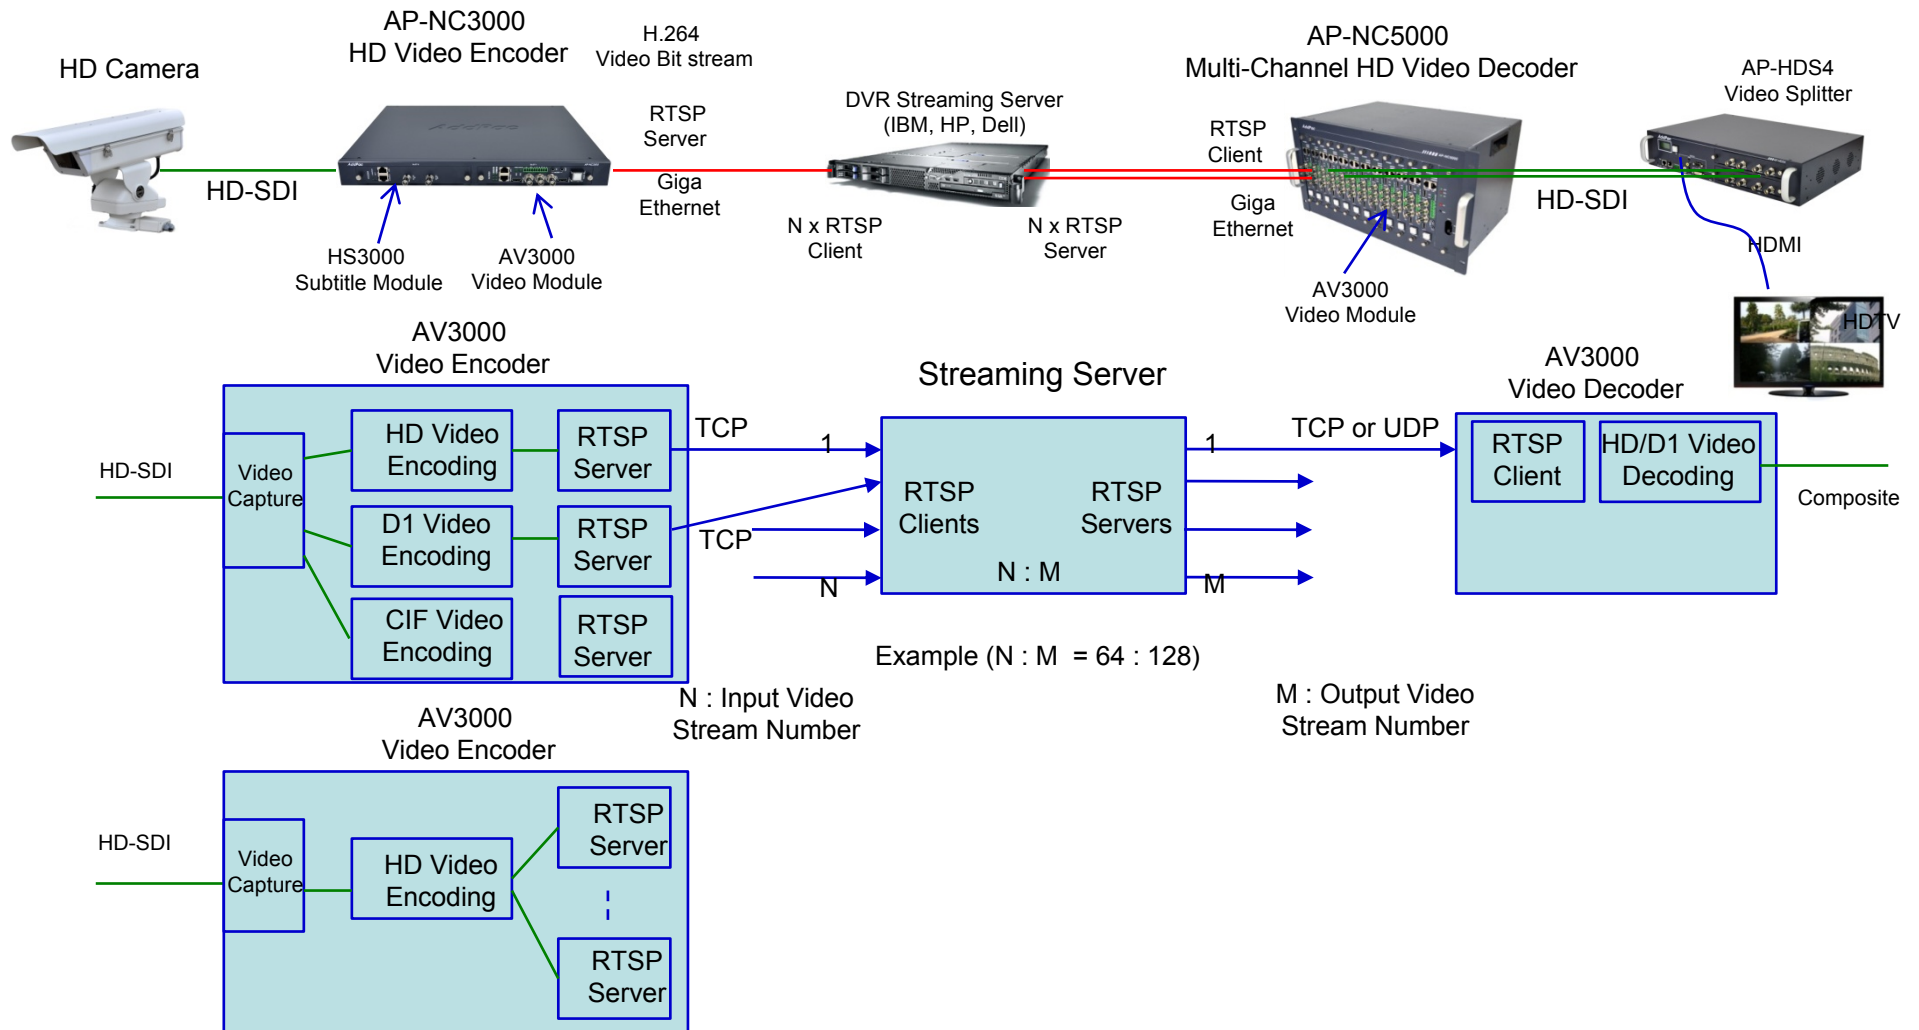 AP-NC3000
HD Video Encoder
H.264
Video Bit stream
HD Camera
RTSP
Server
DVR Streaming Server
(IBM, HP, Dell)
AP-NC5000
Multi-Channel HD Video Decoder
AP-HDS4
Video Splitter
RTSP
Client
HD-SDI
Giga
Ethernet
N x RTSP
Client
N x RTSP
Server
Giga
Ethernet
HD-SDI
HDMI
HS3000
Subtitle Module
AV3000
Video Module
AV3000
Video Module
HDTV
AV3000
Video Encoder
Streaming Server
AV3000
Video Decoder
HD-SDI
Video
Capture
HD Video
Encoding
RTSP
Server
TCP
1
D1 Video
Encoding
RTSP
Server
TCP
CIF Video
Encoding
RTSP
Server
N
RTSP
Clients
RTSP
Servers
N : M
1
M
TCP or UDP
RTSP
Client
HD/D1 Video
Decoding
Composite
Example (N : M = 64 : 128)
N : Input Video
Stream Number
M : Output Video
Stream Number
AV3000
Video Encoder
HD-SDI
Video
Capture
HD Video
Encoding
RTSP
Server
RTSP
Server